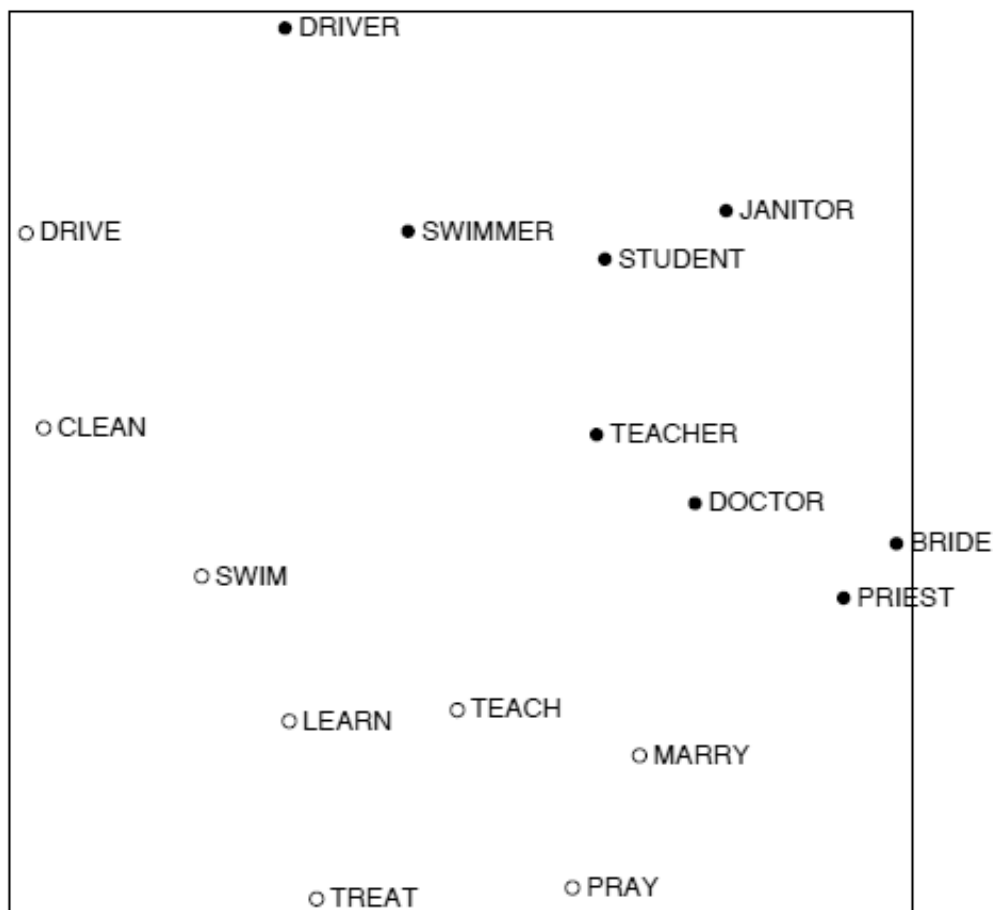 DRIVER
JANITOR
DRIVE
SWIMMER
STUDENT
CLEAN
TEACHER
DOCTOR
BRIDE
SWIM
PRIEST
TEACH
LEARN
MARRY
PRAY
TREAT